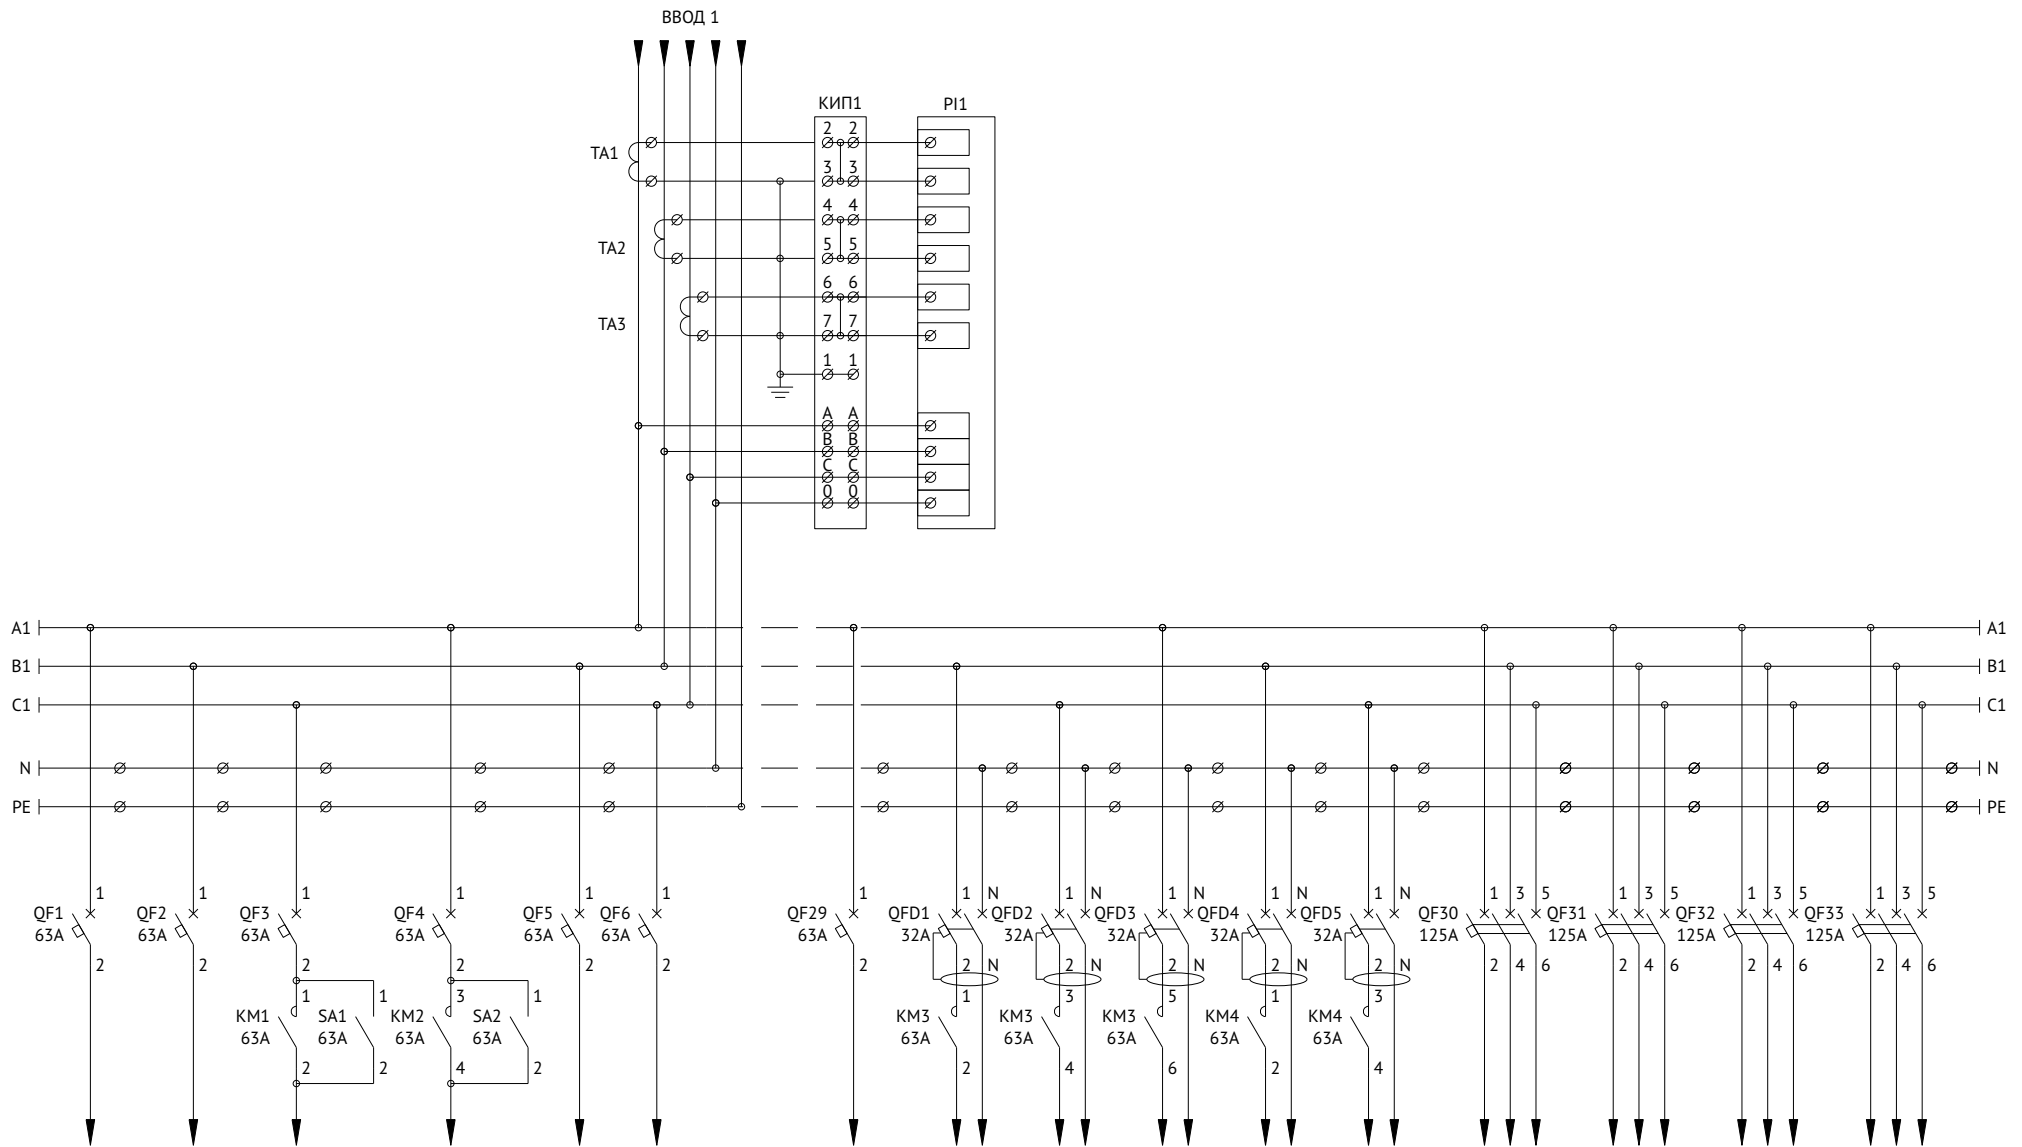 ВВОД 1
КИП1 PI1
2 2
TA1
3 3
4 4
TA2
5 5
6 6
TA3
7 7
1 1
A A
B B
C C
0 0
A1 A1
B1 B1
C1 C1
N N
PE PE
1 1 1 1 1 1 1 1 N 1 N 1 N 1 N 1 N 1 3 5 1 3 5 1 3 5 1 3 5
QF1 QF2 QF3 QF4 QF5 QF6 QF29 QFD1 QFD2 QFD3 QFD4 QFD5 QF30 QF31 QF32 QF33
63A 63A 63A 63A 63A 63A 63A 32A 32A 32A 32A 32A 125A 125A 125A 125A
2 2 2 2 2 2 2 2 N 2 N 2 N 2 N 2 N 2 4 6 2 4 6 2 4 6 2 4 6
1 1 3 1 1 3 5 1 3
KM1 SA1 KM2 SA2 KM3 KM3 KM3 KM4 KM4
63A 63A 63A 63A 63A 63A 63A 63A 63A
2 2 4 2 2 4 6 2 4